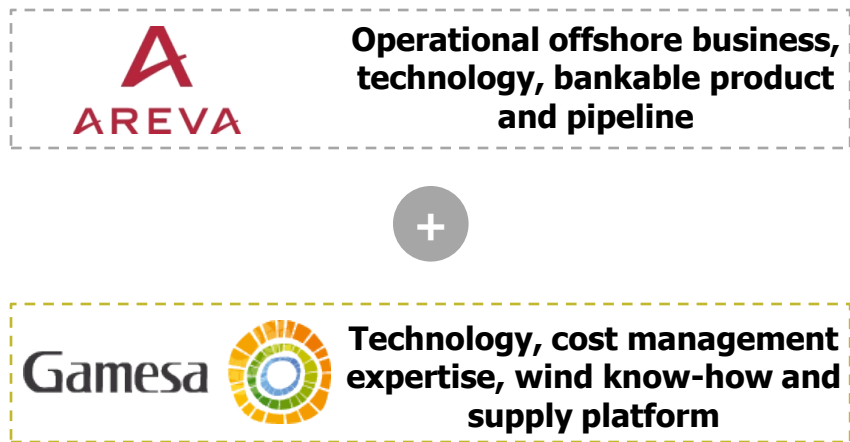 AREVA
Operational offshore business,
technology, bankable product
and pipeline
+
Gamesa
Technology, cost management
expertise, wind know-how and
supply platform